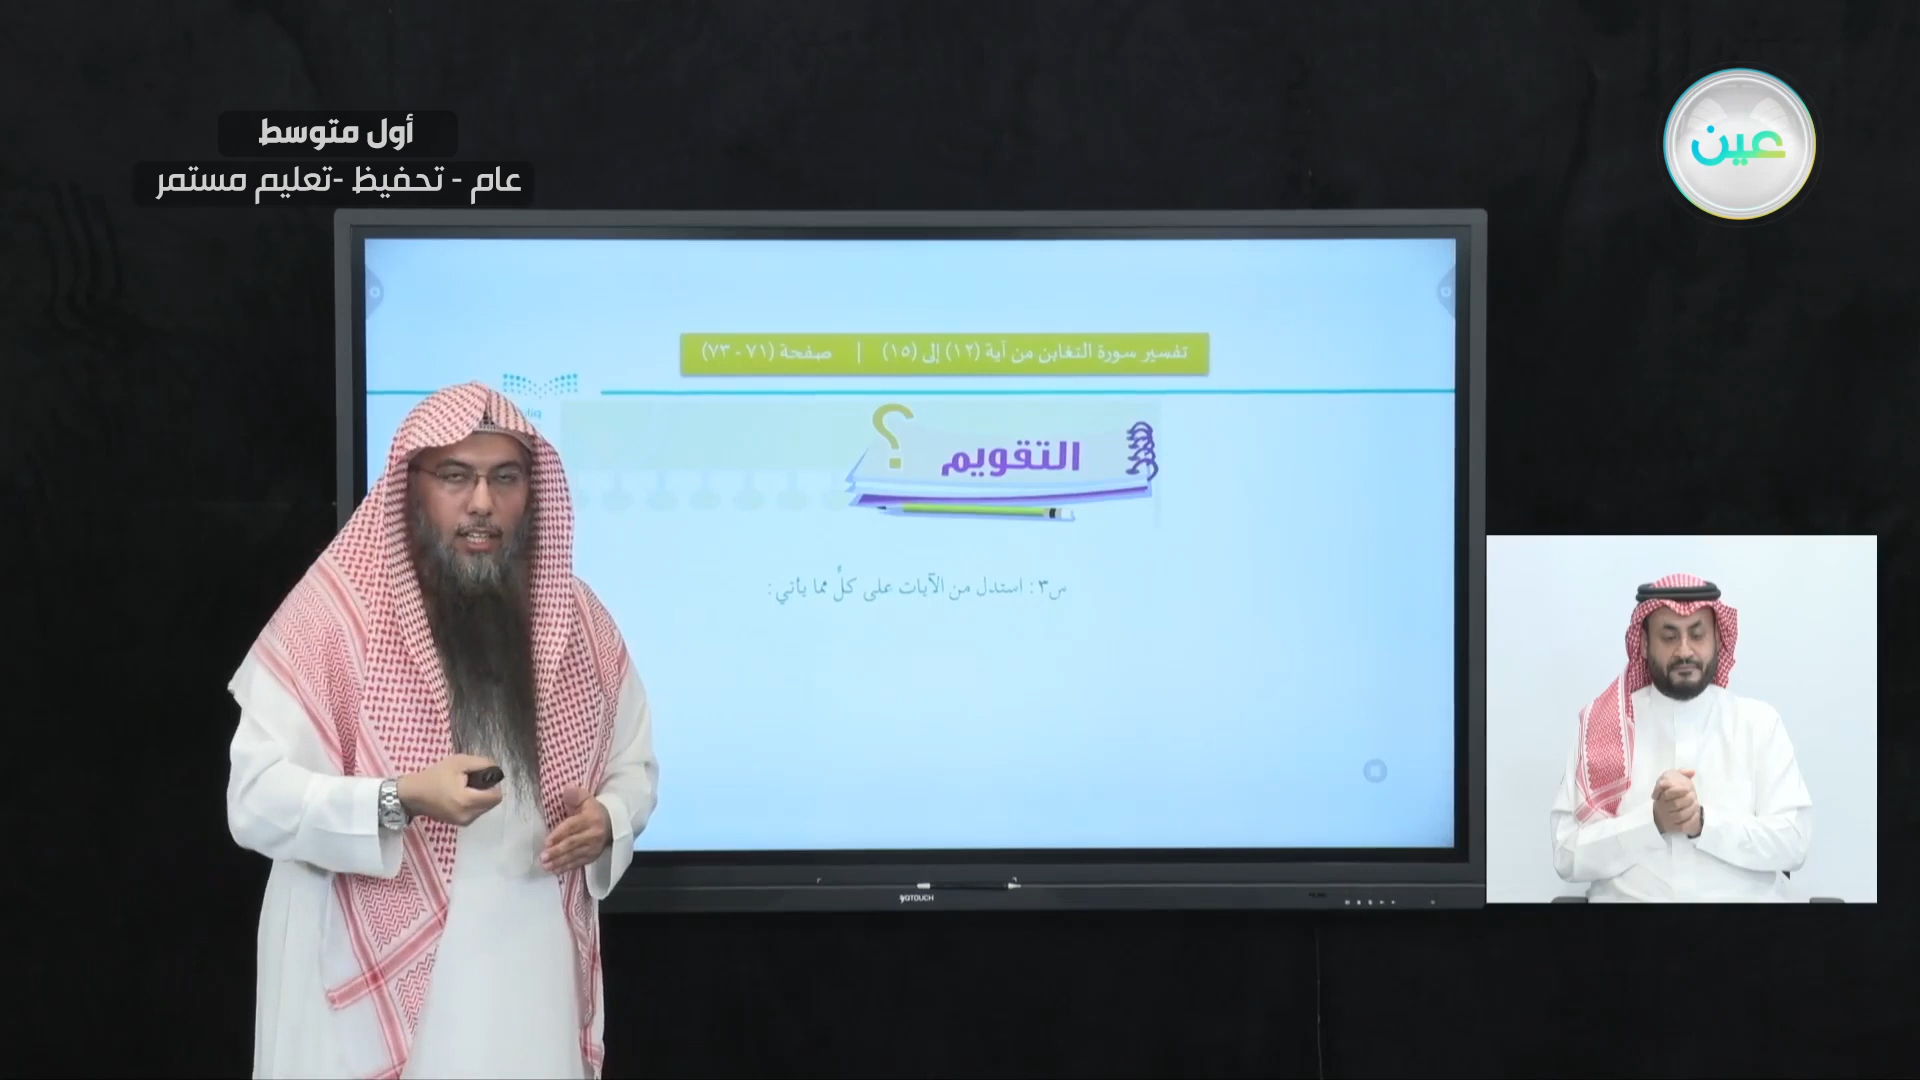 أول متوسط
عام - تحفيظ -تعليم مستمر
عين
تفسير سورة التغابن من آية (١٢) إلى (١٥) | صفحة (٧١ - ٧٣)
التقويم
؟
س٣: استدل من الآيات على كلٍّ مما يأتي: